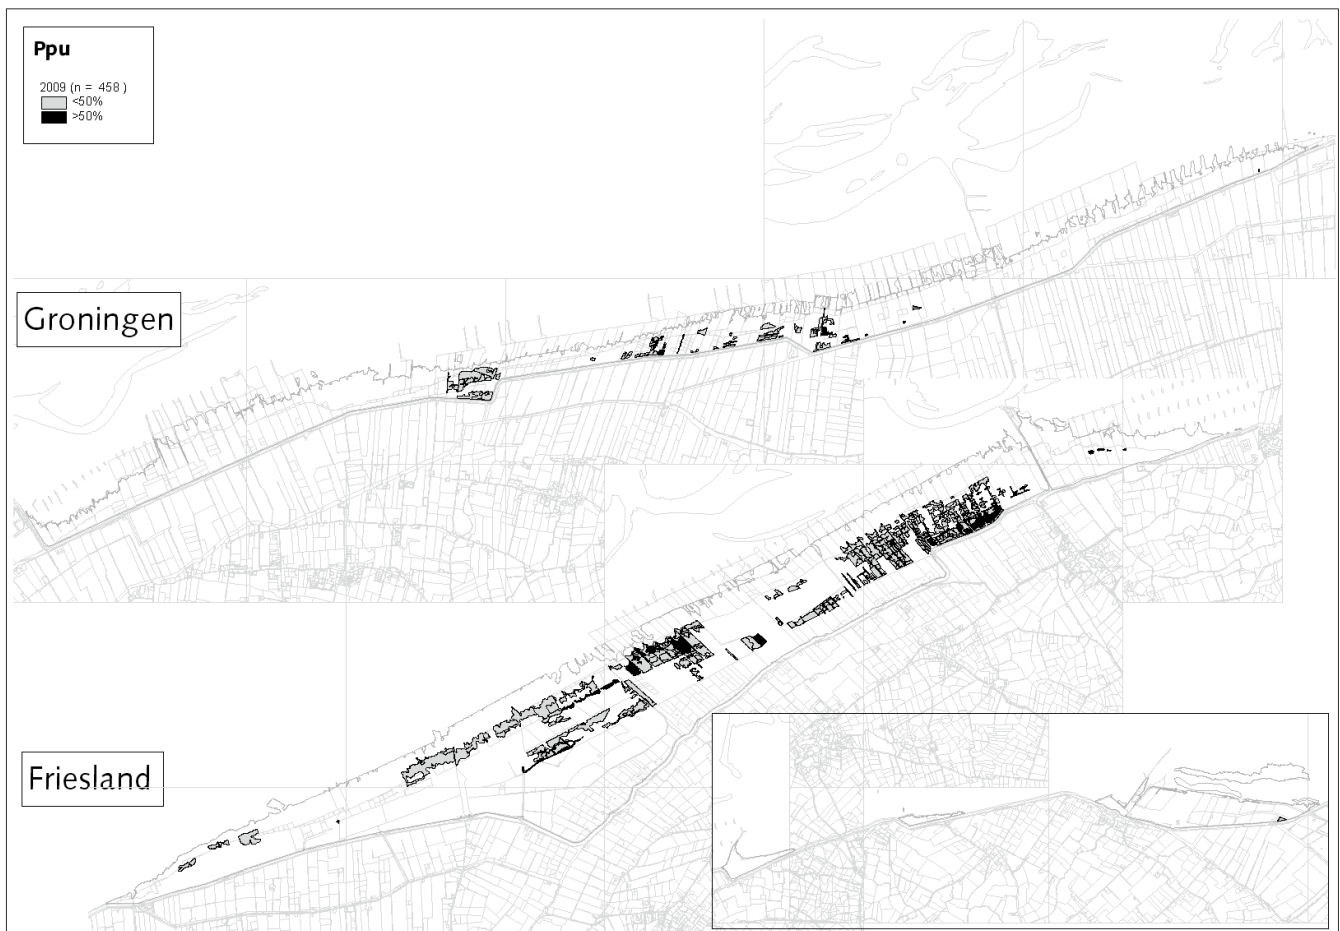 Ppu
2009 (n = 458 )
<50%
>50%
Groningen
Friesland